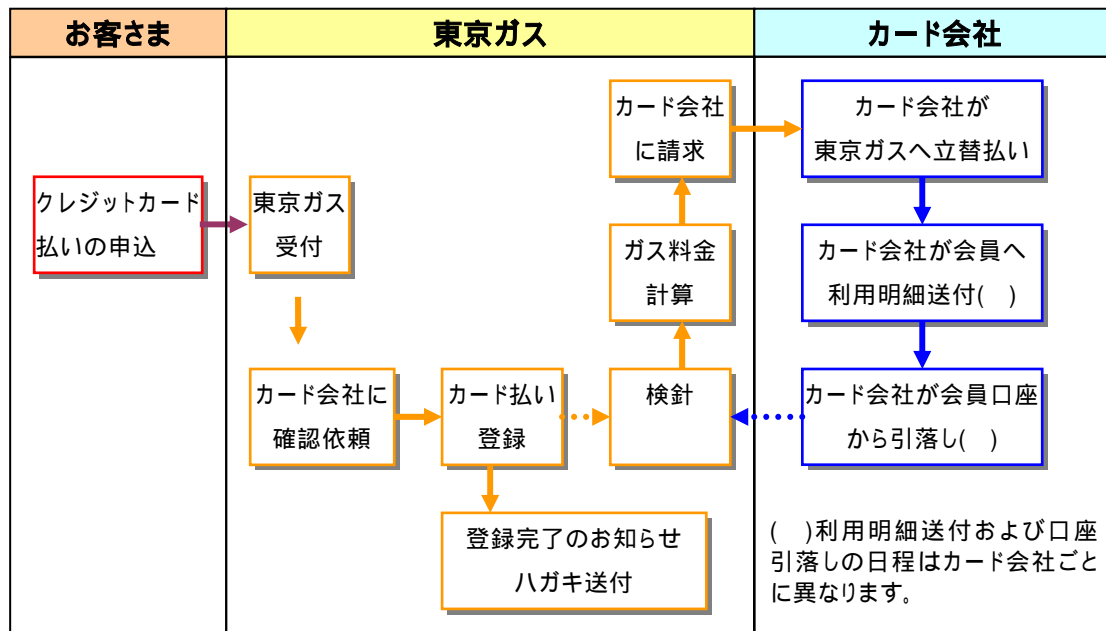 お客さま
東京ガス
カード会社
クレジットカード
払いの申込
東京ガス
受付
カード会社に
確認依頼
カード払い
登録
登録完了のお知らせ
ハガキ送付
検針
ガス料金
計算
カード会社
に請求
カード会社が
東京ガスへ立替払い
カード会社が会員へ
利用明細送付(　)
カード会社が会員口座
から引落し(　)
(　)利用明細送付および口座
引落しの日程はカード会社ごと
に異なります。